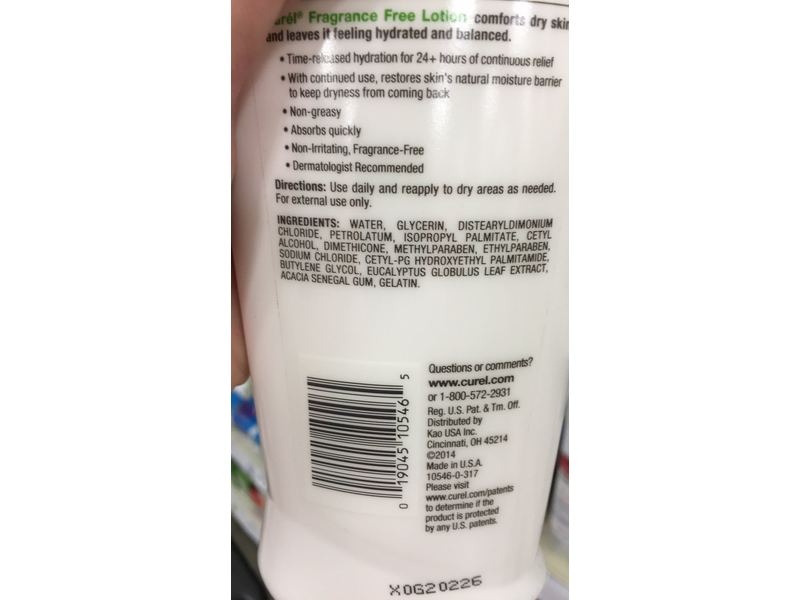 urél® Fragrance Free Lotion comforts dry skin
and leaves it feeling hydrated and balanced.
• Time-released hydration for 24+ hours of continuous relief
• With continued use, restores skin's natural moisture barrier
to keep dryness from coming back
• Non-greasy
• Absorbs quickly
• Non-Irritating, Fragrance-Free
• Dermatologist Recommended
Directions: Use daily and reapply to dry areas as needed.
For external use only.
INGREDIENTS: WATER, GLYCERIN, DISTEARYLDIMONIUM
CHLORIDE, PETROLATUM, ISOPROPYL PALMITATE, CETYL
ALCOHOL, DIMETHICONE, METHYLPARABEN, ETHYLPARABEN,
SODIUM CHLORIDE, CETYL-PG HYDROXYETHYL PALMITAMIDE,
BUTYLENE GLYCOL, EUCALYPTUS GLOBULUS LEAF EXTRACT,
ACACIA SENEGAL GUM, GELATIN.
0 19045 10546 5
Questions or comments?
www.curel.com
or 1-800-572-2931
Reg. U.S. Pat. & Tm. Off.
Distributed by
Kao USA Inc.
Cincinnati, OH 45214
©2014
Made in U.S.A.
10546-0-317
Please visit
www.curel.com/patents
to determine if the
product is protected
by any U.S. patents.
X0G20226